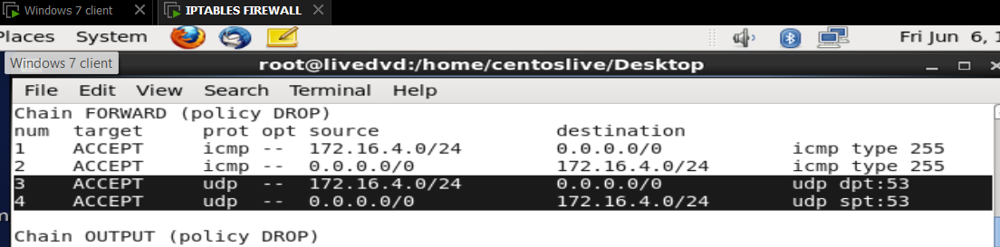 Windows 7 client × IPTABLES FIREWALL ×
Places System Fri Jun 6, 1
Windows 7 client
root@livedvd:/home/centoslive/Desktop
File Edit View Search Terminal Help
Chain FORWARD (policy DROP)
num target prot opt source destination
1 ACCEPT icmp -- 172.16.4.0/24 0.0.0.0/0 icmp type 255
2 ACCEPT icmp -- 0.0.0.0/0 172.16.4.0/24 icmp type 255
3 ACCEPT udp -- 172.16.4.0/24 0.0.0.0/0 udp dpt:53
4 ACCEPT udp -- 0.0.0.0/0 172.16.4.0/24 udp spt:53
Chain OUTPUT (policy DROP)